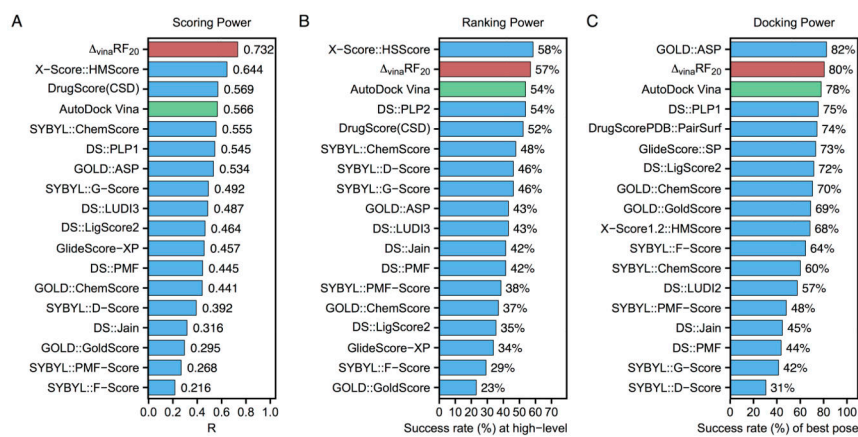 A
Scoring Power
ΔvinaRF20 0.732
X−Score::HMScore 0.644
DrugScore(CSD) 0.569
AutoDock Vina 0.566
SYBYL::ChemScore 0.555
DS::PLP1 0.545
GOLD::ASP 0.534
SYBYL::G−Score 0.492
DS::LUDI3 0.487
DS::LigScore2 0.464
GlideScore−XP 0.457
DS::PMF 0.445
GOLD::ChemScore 0.441
SYBYL::D−Score 0.392
DS::Jain 0.316
GOLD::GoldScore 0.295
SYBYL::PMF−Score 0.268
SYBYL::F−Score 0.216
0.0 0.2 0.4 0.6 0.8 1.0
R
B
Ranking Power
X−Score::HSScore 58%
ΔvinaRF20 57%
AutoDock Vina 54%
DS::PLP2 54%
DrugScore(CSD) 52%
SYBYL::ChemScore 48%
SYBYL::D−Score 46%
SYBYL::G−Score 46%
GOLD::ASP 43%
DS::LUDI3 43%
DS::Jain 42%
DS::PMF 42%
SYBYL::PMF−Score 38%
GOLD::ChemScore 37%
DS::LigScore2 35%
GlideScore−XP 34%
SYBYL::F−Score 29%
GOLD::GoldScore 23%
0 10 20 30 40 50 60 70
Success rate (%) at high−level
C
Docking Power
GOLD::ASP 82%
ΔvinaRF20 80%
AutoDock Vina 78%
DS::PLP1 75%
DrugScorePDB::PairSurf 74%
GlideScore::SP 73%
DS::LigScore2 72%
GOLD::ChemScore 70%
GOLD::GoldScore 69%
X−Score1.2::HMScore 68%
SYBYL::F−Score 64%
SYBYL::ChemScore 60%
DS::LUDI2 57%
SYBYL::PMF−Score 48%
DS::Jain 45%
DS::PMF 44%
SYBYL::G−Score 42%
SYBYL::D−Score 31%
0 20 40 60 80 100
Success rate (%) of best pose